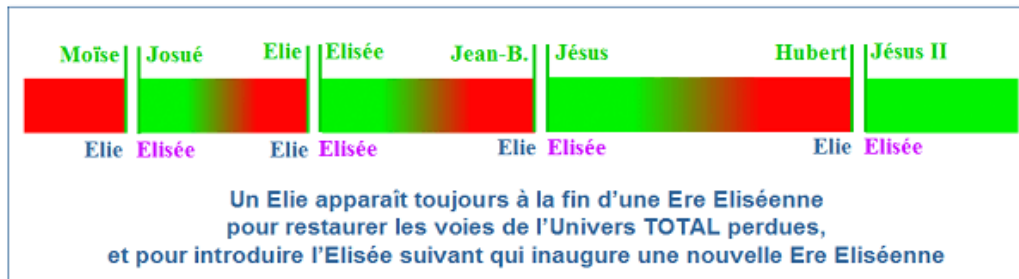 Moïse Josué Elie Elisée Jean-B. Jésus Hubert Jésus II
Elie Elisée Elie Elisée Elie Elisée Elie Elisée
Un Elie apparaît toujours à la fin d'une Ere Eliséenne
pour restaurer les voies de l'Univers TOTAL perdues,
et pour introduire l'Elisée suivant qui inaugure une nouvelle Ere Eliséenne